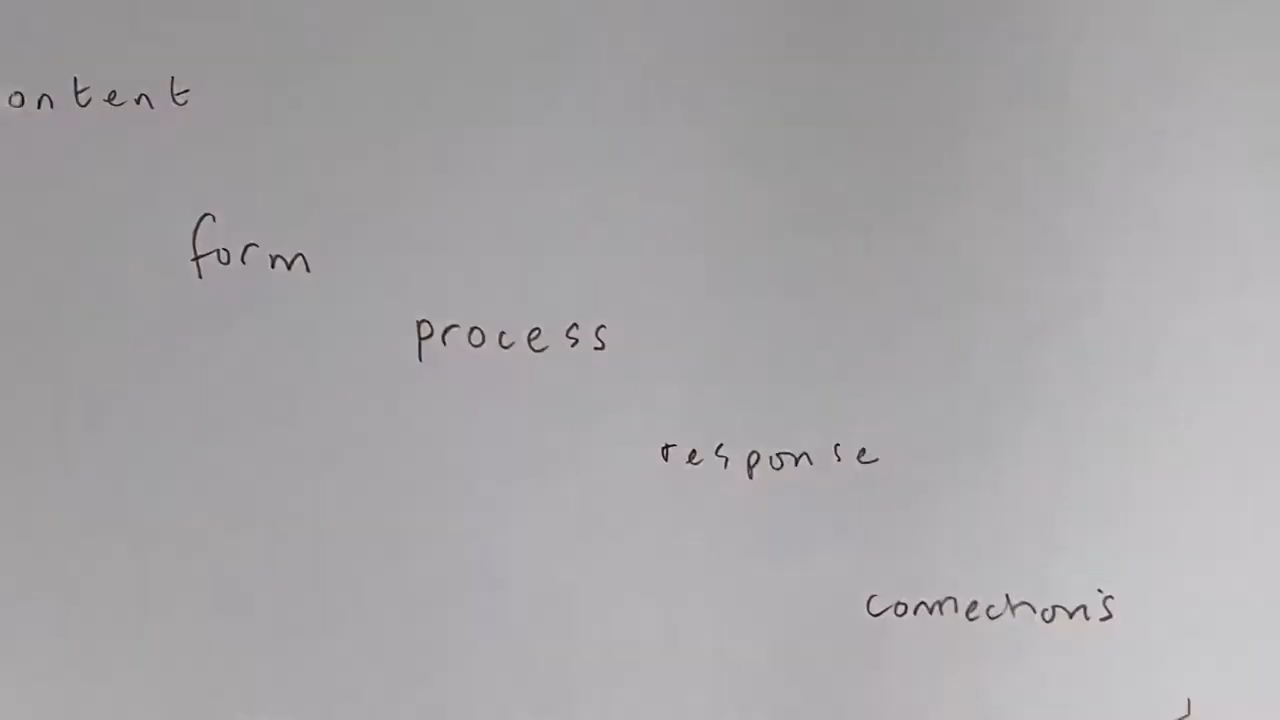 ontent
form
process
response
connections